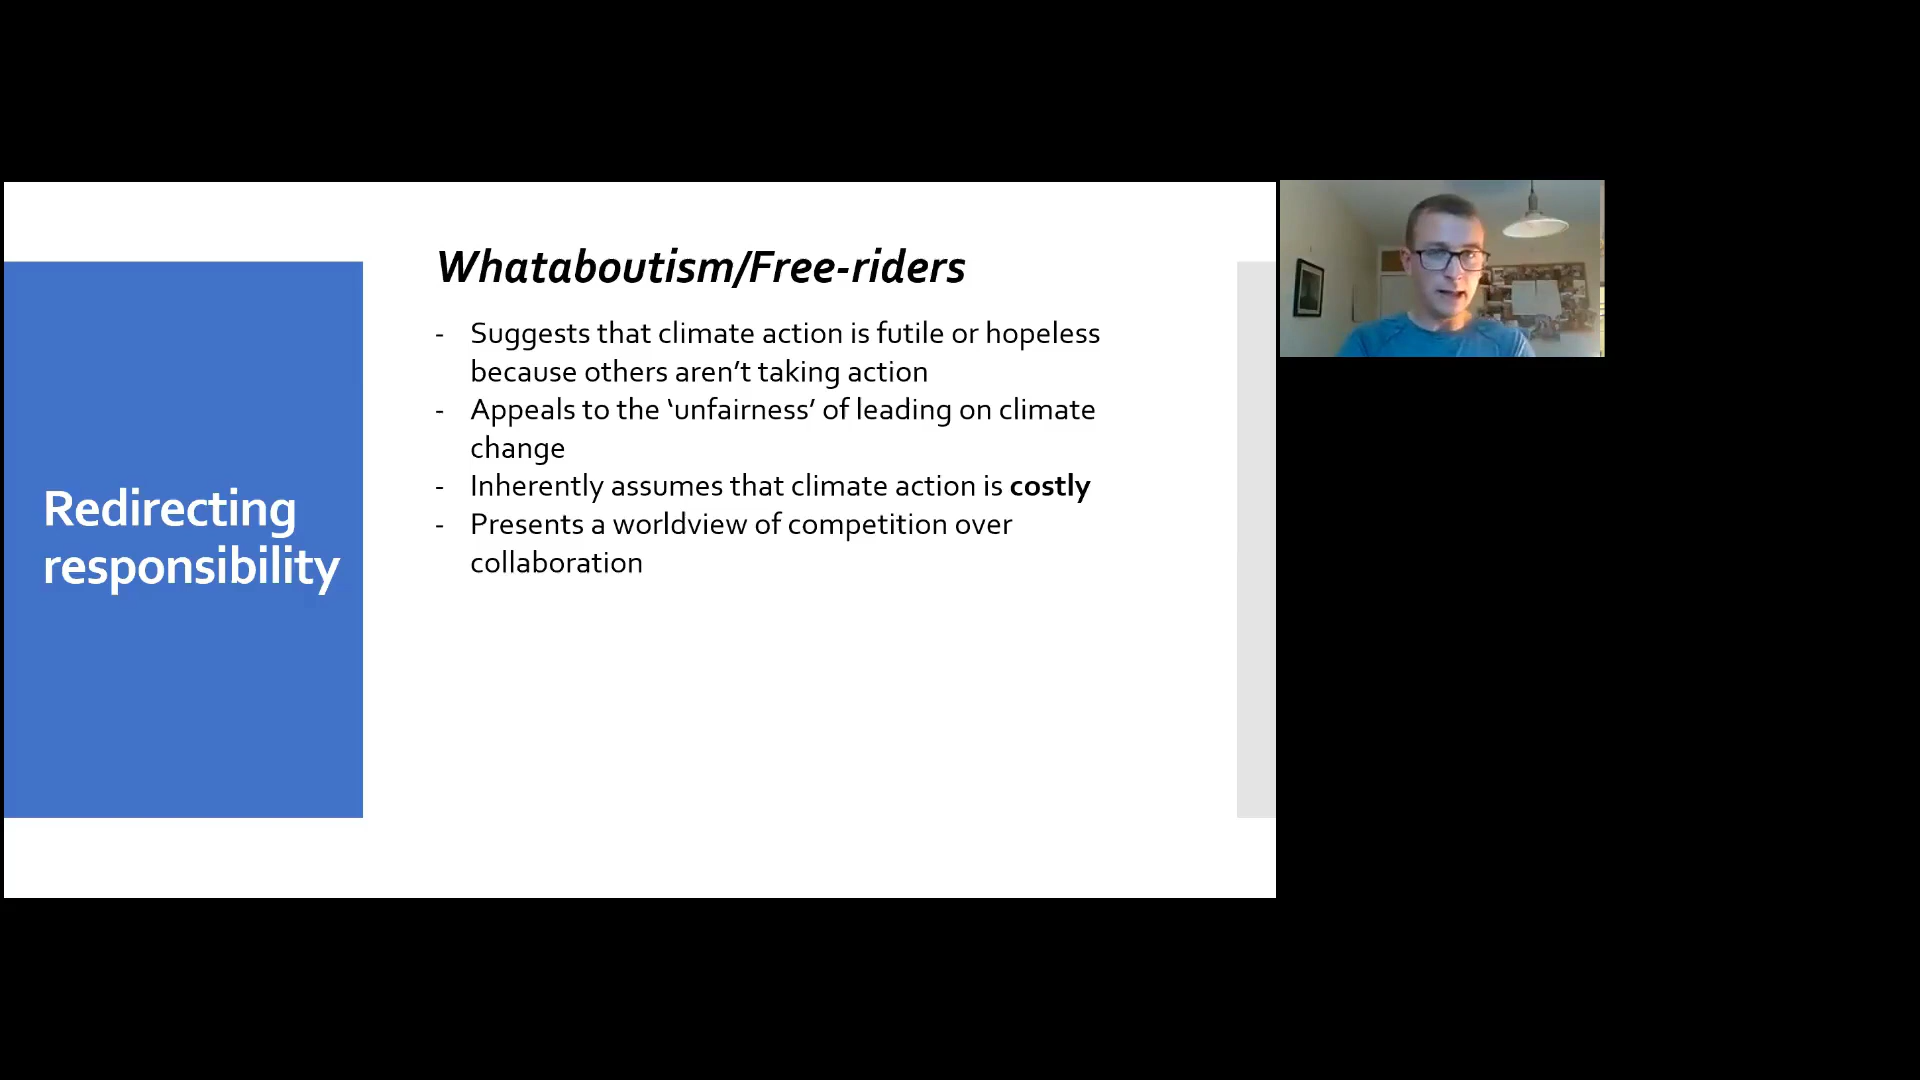 Redirecting
responsibility
Whataboutism/Free-riders
- Suggests that climate action is futile or hopeless
because others aren’t taking action
- Appeals to the ‘unfairness’ of leading on climate
change
- Inherently assumes that climate action is costly
- Presents a worldview of competition over
collaboration